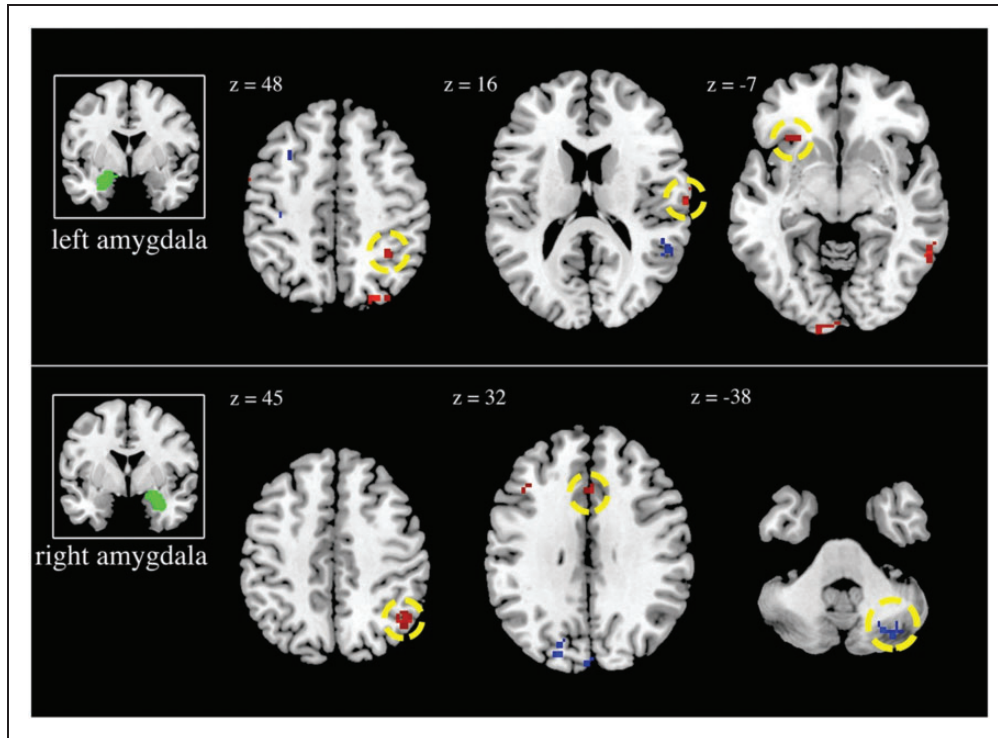 z = 48
z = 16
z = -7
left amygdala
z = 45
z = 32
z = -38
right amygdala